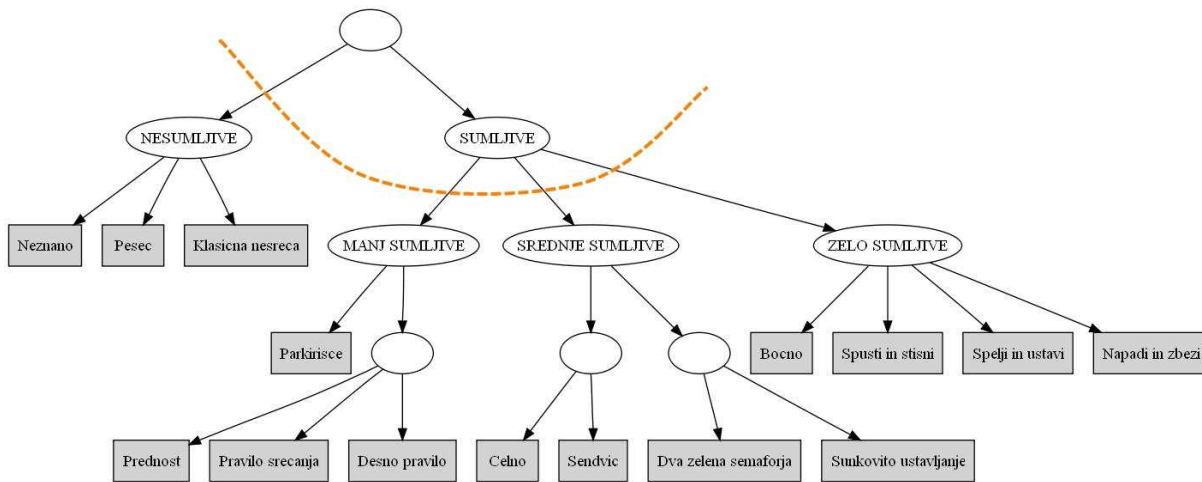 NESUMLJIVE
SUMLJIVE
Neznano
Pesec
Klasicna nesreca
MANJ SUMLJIVE
SREDNJE SUMLJIVE
ZELO SUMLJIVE
Parkirisce
Bocno
Spusti in stisni
Spelji in ustavi
Napadi in zbezi
Prednost
Pravilo srecanja
Desno pravilo
Celno
Sendvic
Dva zelena semaforja
Sunkovito ustavljanje